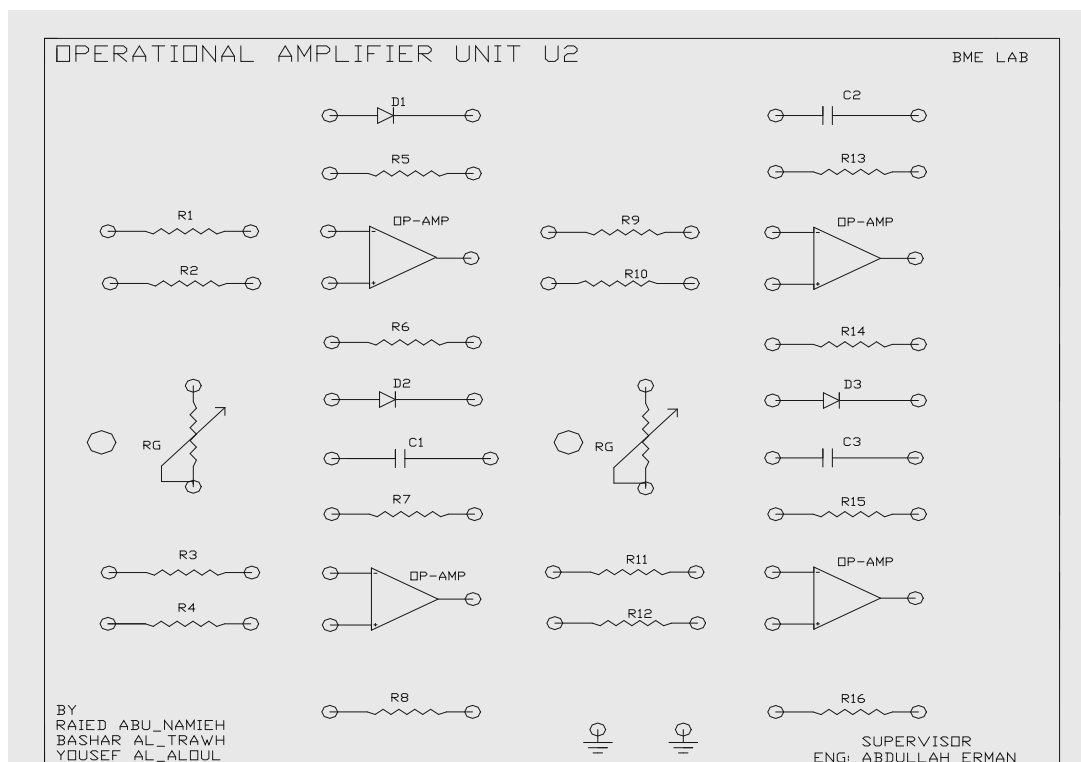 OPERATIONAL AMPLIFIER UNIT U2
BME LAB
D1
C2
R5
R13
R1
OP-AMP
R9
OP-AMP
R2
R10
R6
R14
D2
D3
RG
C1
RG
C3
R7
R15
R3
OP-AMP
R11
OP-AMP
R4
R12
R8
R16
BY
RAIED ABU_NAMIEH
BASHAR AL_TRAWH
YOUSEF AL_ALOUL
SUPERVISOR
ENG: ABDULLAH ERMAN